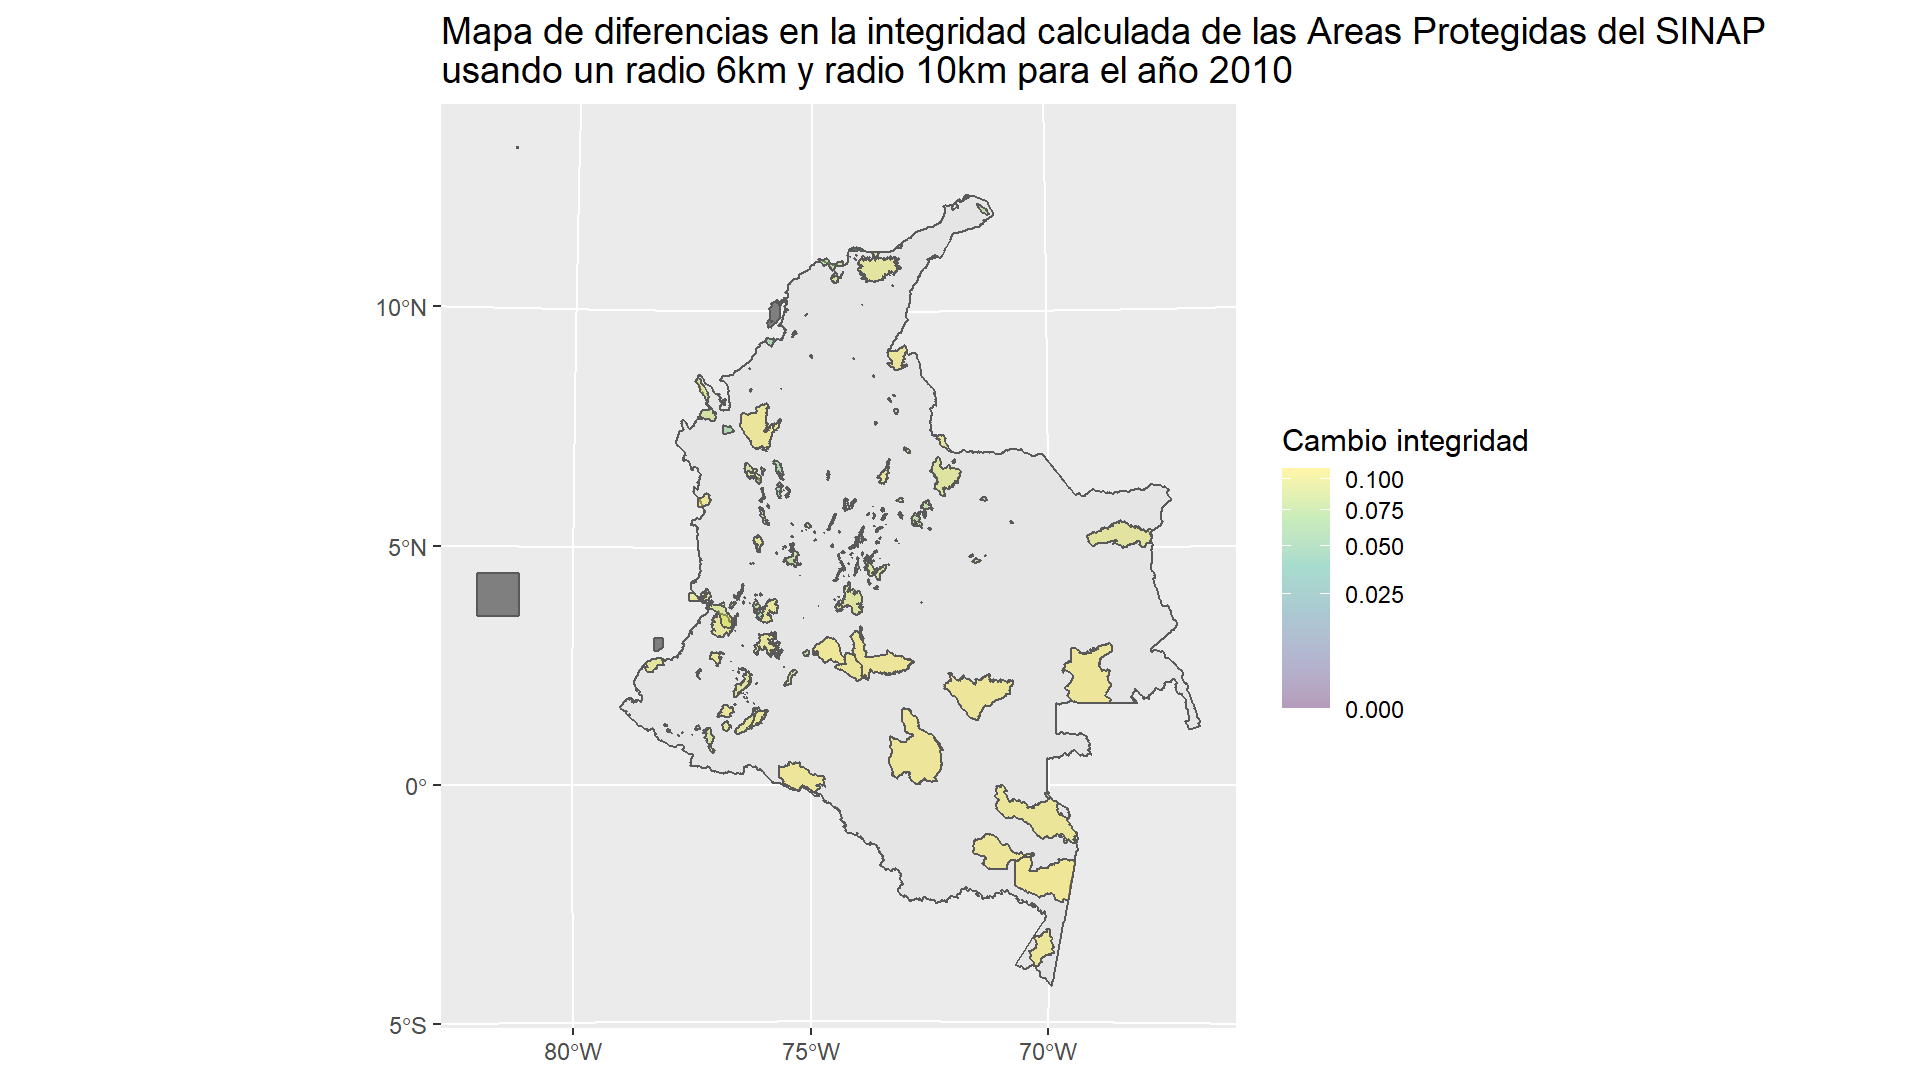 Mapa de diferencias en la integridad calculada de las Areas Protegidas del SINAP
usando un radio 6km y radio 10km para el año 2010
10°N
5°N
0°
5°S
80°W
75°W
70°W
Cambio integridad
0.100
0.075
0.050
0.025
0.000